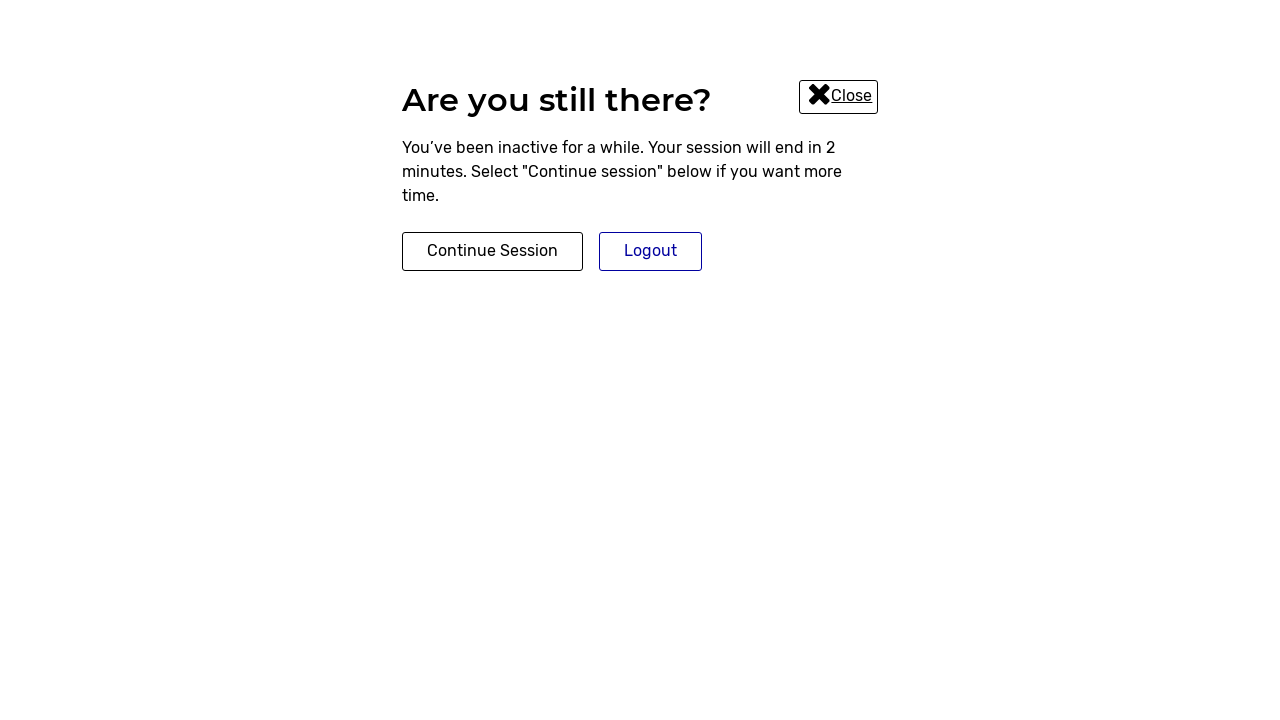 Are you still there?
Close
You’ve been inactive for a while. Your session will end in 2
minutes. Select "Continue session" below if you want more
time.
Continue Session
Logout